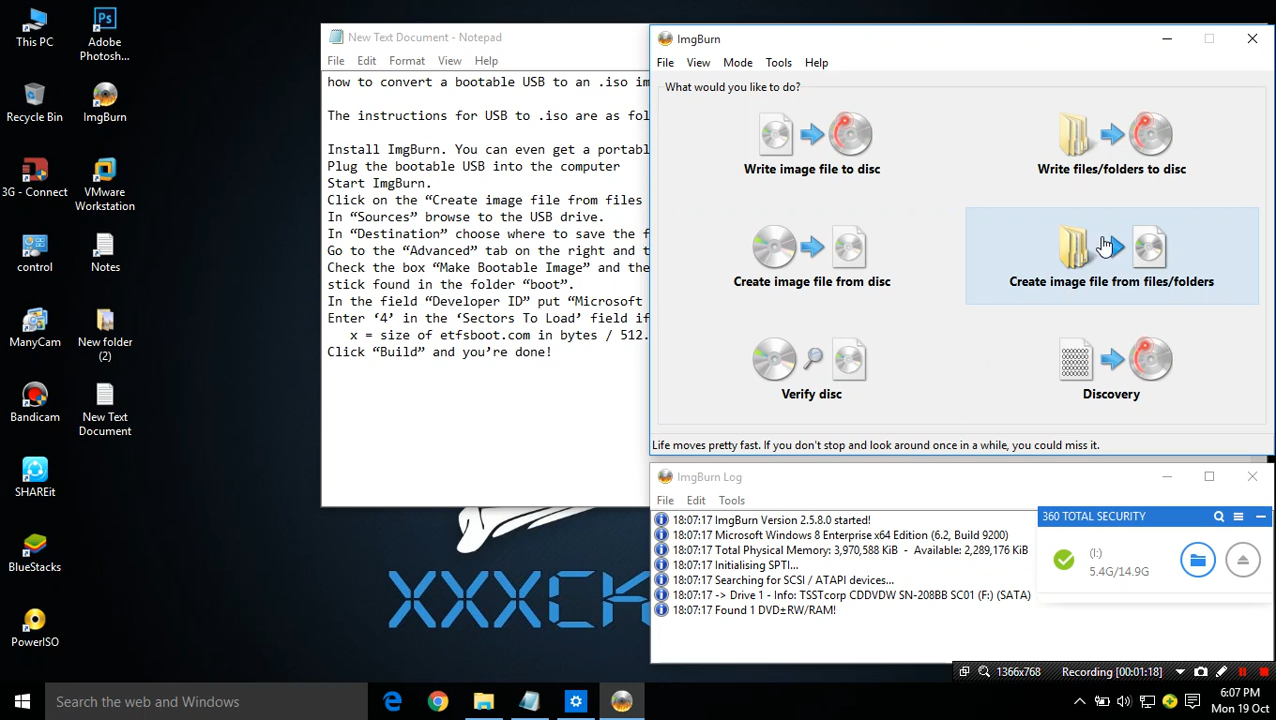 This PC
Adobe
Photosh...
Recycle Bin
ImgBurn
3G - Connect
VMware
Workstation
control
Notes
ManyCam
New folder
(2)
Bandicam
New Text
Document
SHAREit
BlueStacks
PowerISO
New Text Document - Notepad
File Edit Format View Help
how to convert a bootable USB to an .iso im
The instructions for USB to .iso are as fol
Install ImgBurn. You can even get a portabl
Plug the bootable USB into the computer
Start ImgBurn.
Click on the “Create image file from files
In “Sources” browse to the USB drive.
In “Destination” choose where to save the f
Go to the “Advanced” tab on the right and t
Check the box “Make Bootable Image” and the
stick found in the folder “boot”.
In the field “Developer ID” put “Microsoft
Enter ‘4’ in the ‘Sectors To Load’ field if
x = size of etfsboot.com in bytes / 512.
Click “Build” and you’re done!
XXXCK
ImgBurn
File View Mode Tools Help
What would you like to do?
Write image file to disc
Write files/folders to disc
Create image file from disc
Create image file from files/folders
Verify disc
Discovery
Life moves pretty fast. If you don't stop and look around once in a while, you could miss it.
ImgBurn Log
File Edit Tools
18:07:17 ImgBurn Version 2.5.8.0 started!
18:07:17 Microsoft Windows 8 Enterprise x64 Edition (6.2, Build 9200)
18:07:17 Total Physical Memory: 3,970,588 KiB - Available: 2,289,176 KiB
18:07:17 Initialising SPTI...
18:07:17 Searching for SCSI / ATAPI devices...
18:07:17 -> Drive 1 - Info: TSSTcorp CDDVDW SN-208BB SC01 (F:) (SATA)
18:07:17 Found 1 DVD±RW/RAM!
360 TOTAL SECURITY
(I:)
5.4G/14.9G
1366x768 Recording [00:01:18]
Search the web and Windows
6:07 PM
Mon 19 Oct